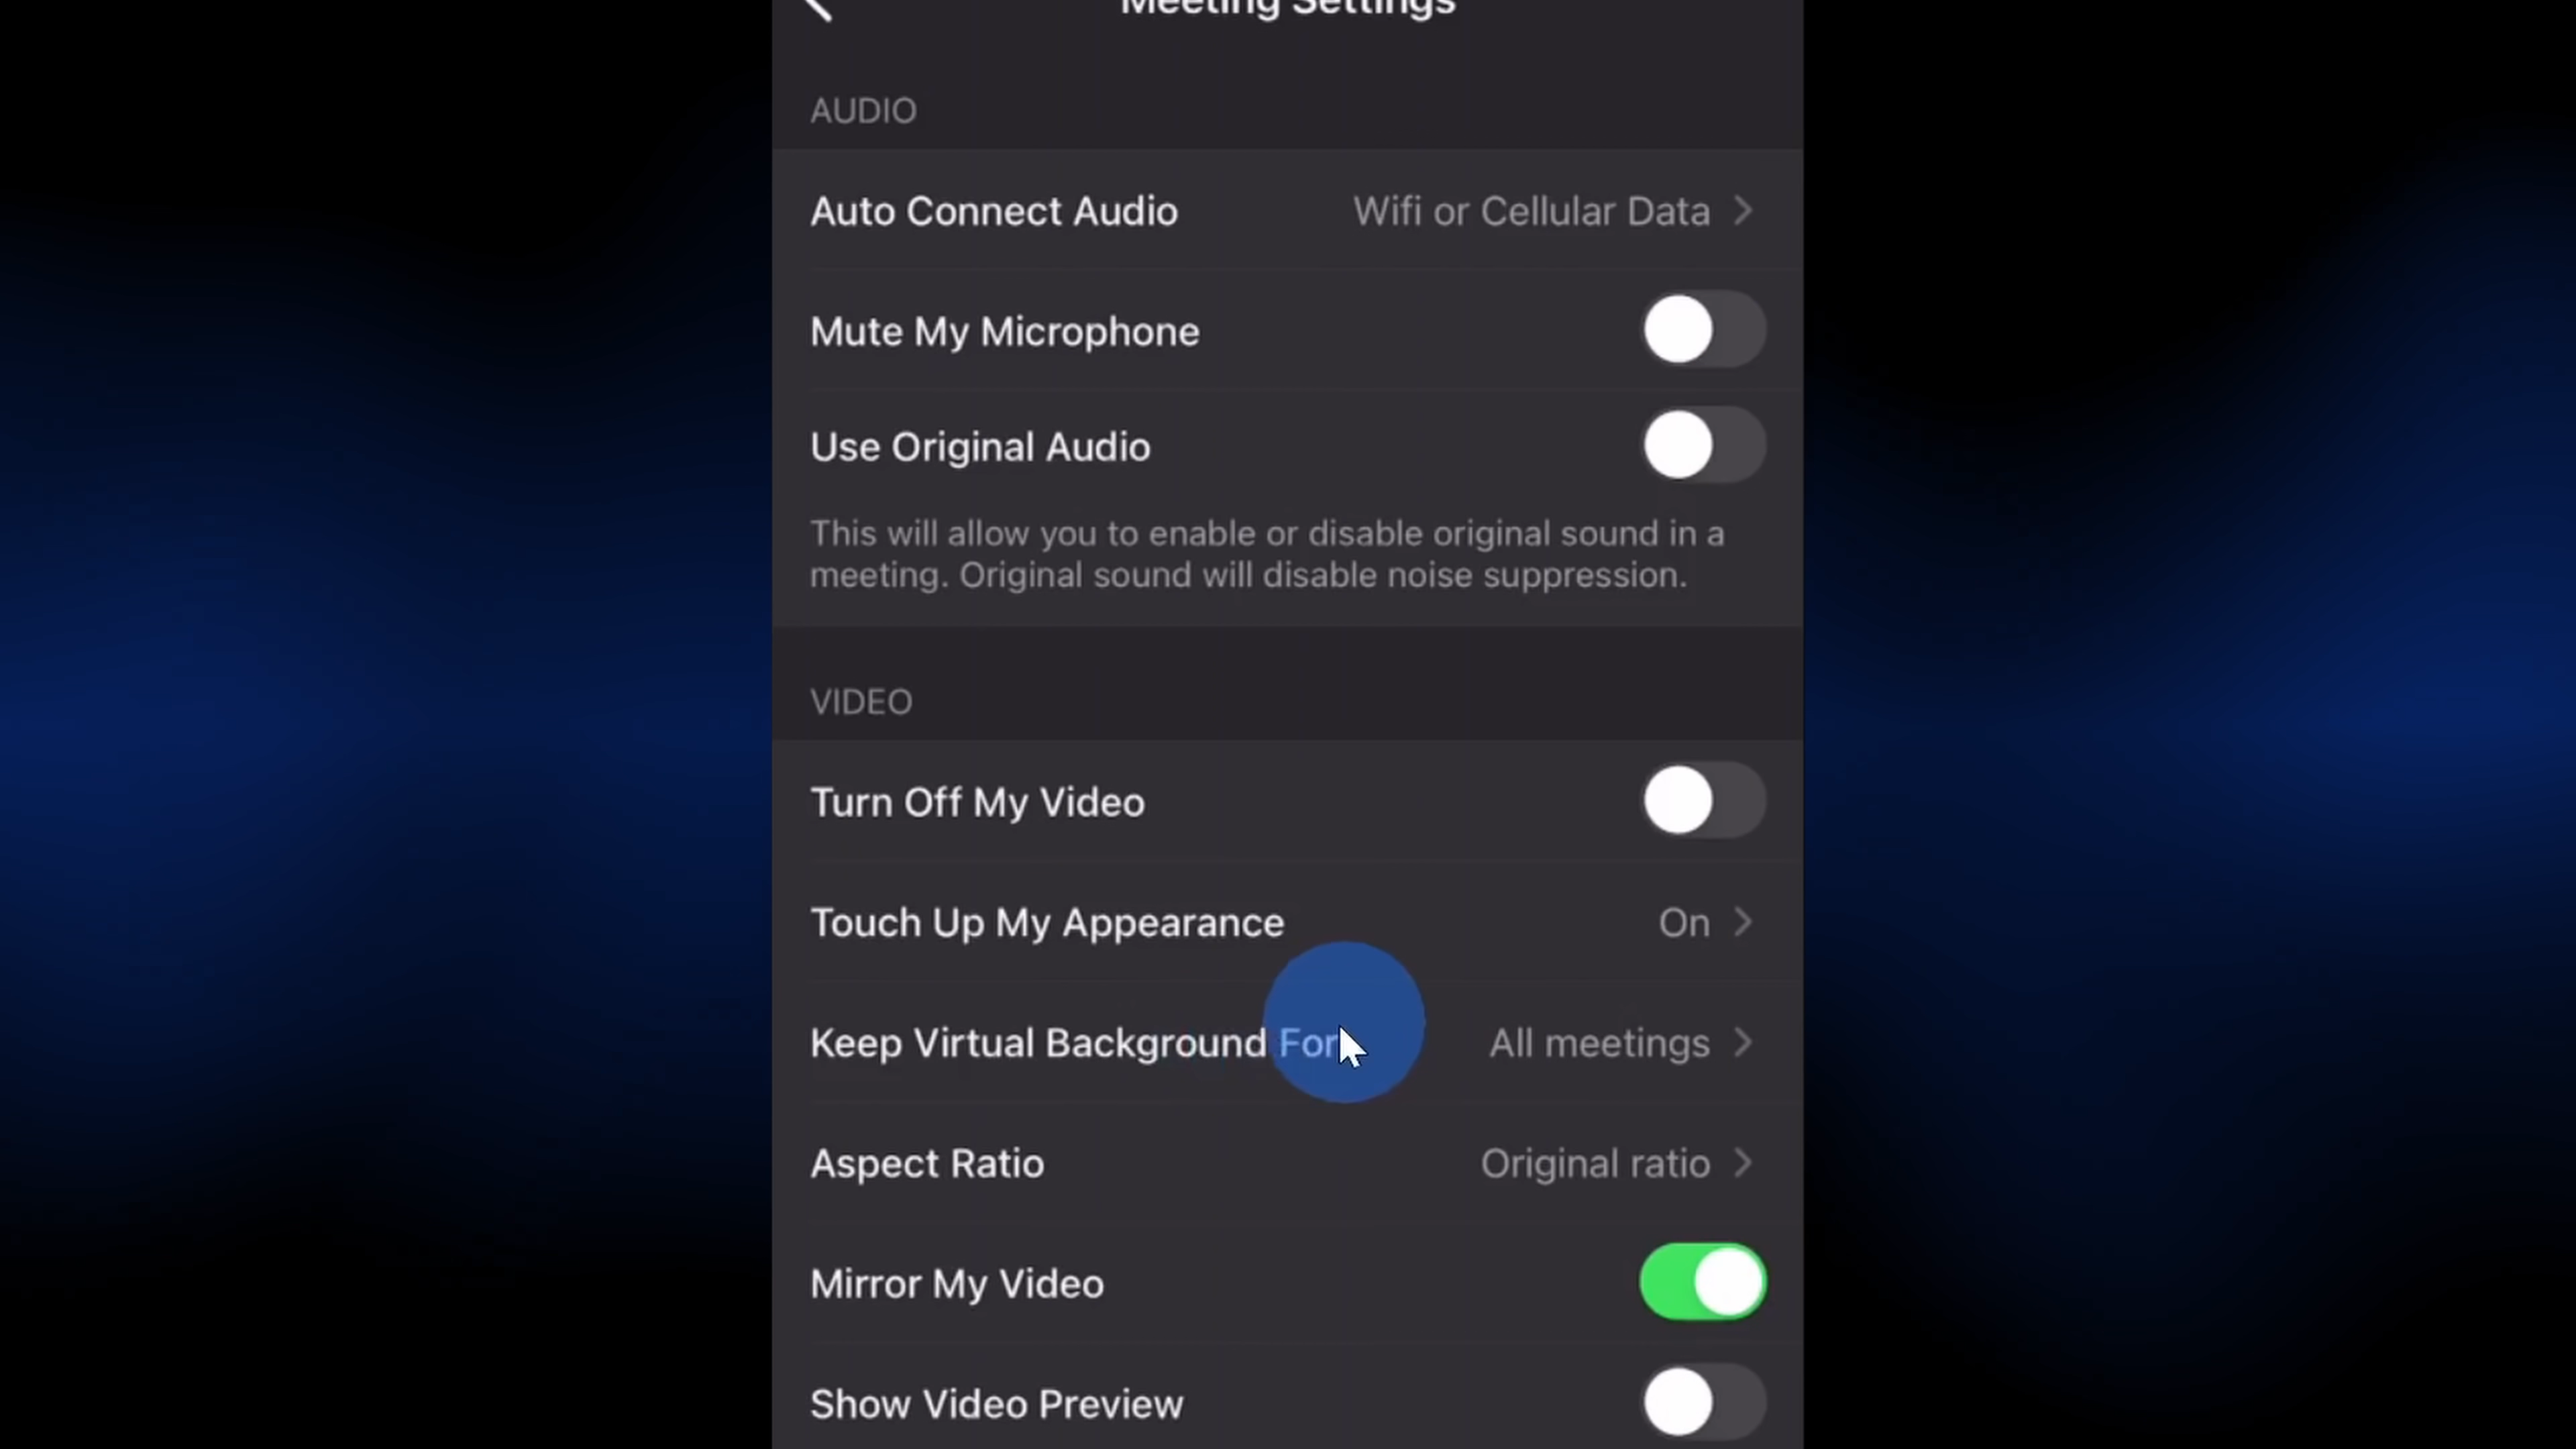 Meeting Settings
AUDIO
Auto Connect Audio Wifi or Cellular Data
Mute My Microphone
Use Original Audio
This will allow you to enable or disable original sound in a
meeting. Original sound will disable noise suppression.
VIDEO
Turn Off My Video
Touch Up My Appearance On
Keep Virtual Background For All meetings
Aspect Ratio Original ratio
Mirror My Video
Show Video Preview